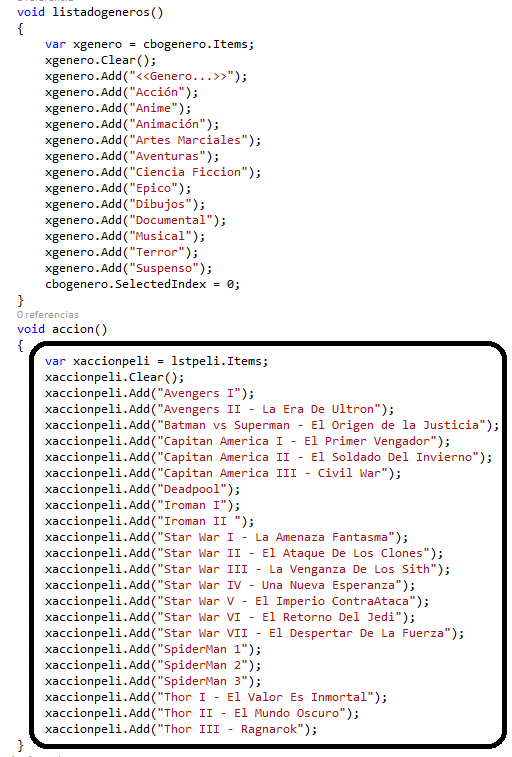 void listadogeneros()
{
var xgenero = cbogenero.Items;
xgenero.Clear();
xgenero.Add("<<Genero...>>");
xgenero.Add("Acción");
xgenero.Add("Anime");
xgenero.Add("Animación");
xgenero.Add("Artes Marciales");
xgenero.Add("Aventuras");
xgenero.Add("Ciencia Ficcion");
xgenero.Add("Epico");
xgenero.Add("Dibujos");
xgenero.Add("Documental");
xgenero.Add("Musical");
xgenero.Add("Terror");
xgenero.Add("Suspenso");
cbogenero.SelectedIndex = 0;
}
0 referencias
void accion()
{
var xaccionpeli = lstpeli.Items;
xaccionpeli.Clear();
xaccionpeli.Add("Avengers I");
xaccionpeli.Add("Avengers II - La Era De Ultron");
xaccionpeli.Add("Batman vs Superman - El Origen de la Justicia");
xaccionpeli.Add("Capitan America I - El Primer Vengador");
xaccionpeli.Add("Capitan America II - El Soldado Del Invierno");
xaccionpeli.Add("Capitan America III - Civil War");
xaccionpeli.Add("Deadpool");
xaccionpeli.Add("Iroman I");
xaccionpeli.Add("Iroman II ");
xaccionpeli.Add("Star War I - La Amenaza Fantasma");
xaccionpeli.Add("Star War II - El Ataque De Los Clones");
xaccionpeli.Add("Star War III - La Venganza De Los Sith");
xaccionpeli.Add("Star War IV - Una Nueva Esperanza");
xaccionpeli.Add("Star War V - El Imperio ContraAtaca");
xaccionpeli.Add("Star War VI - El Retorno Del Jedi");
xaccionpeli.Add("Star War VII - El Despertar De La Fuerza");
xaccionpeli.Add("SpiderMan 1");
xaccionpeli.Add("SpiderMan 2");
xaccionpeli.Add("SpiderMan 3");
xaccionpeli.Add("Thor I - El Valor Es Inmortal");
xaccionpeli.Add("Thor II - El Mundo Oscuro");
xaccionpeli.Add("Thor III - Ragnarok");
}